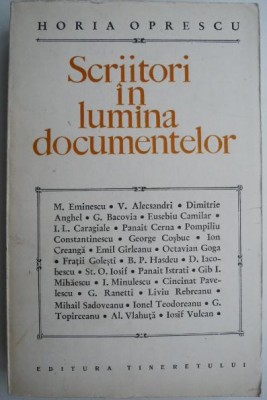 HORIA OPRESCU
Scriitori
în
lumina
documentelor
M. Eminescu • V. Alecsandri • Dimitrie
Anghel • G. Bacovia • Eusebiu Camilar •
I. L. Caragiale • Panait Cerna • Pompiliu
Constantinescu • George Coşbuc • Ion
Creangă • Emil Gîrleanu • Octavian Goga
• Fraţii Goleşti • B. P. Hasdeu • D. Iaco-
bescu • St. O. Iosif • Panait Istrati • Gib I.
Mihăescu • I. Minulescu • Cincinat Pave-
lescu • G. Ranetti • Liviu Rebreanu •
Mihail Sadoveanu • Ionel Teodoreanu • G.
Topîrceanu • Al. Vlahuţă • Iosif Vulcan •
EDITURA TINERETULUI